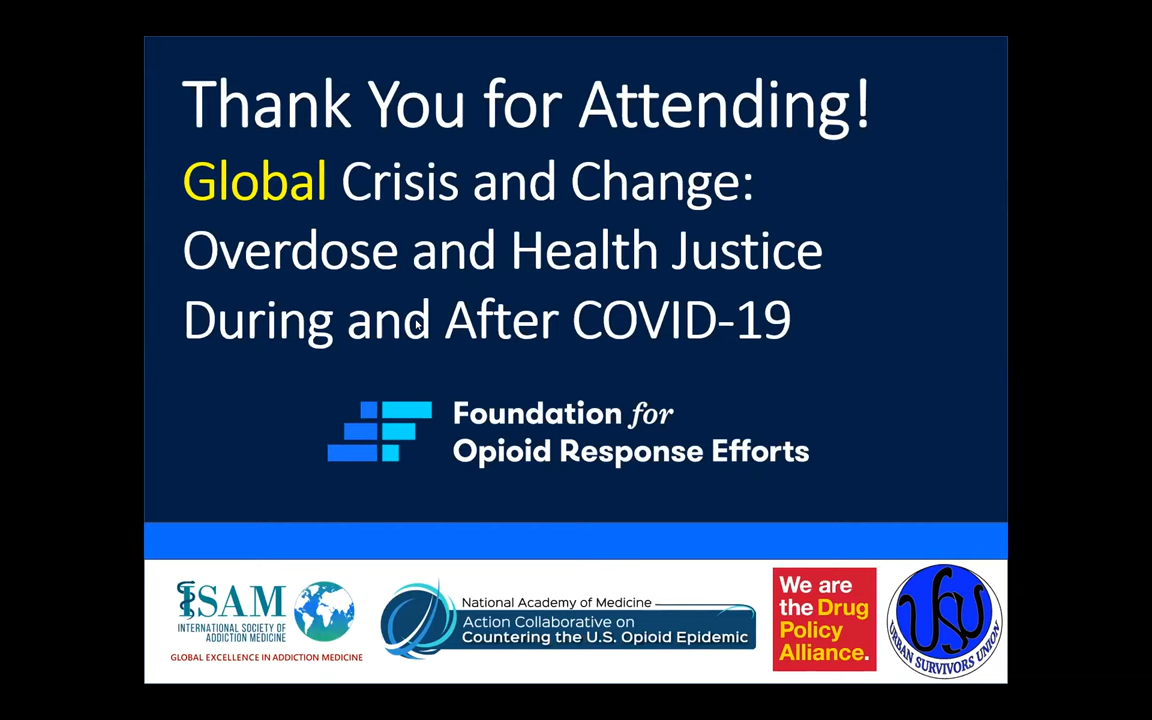 Thank You for Attending!
Global Crisis and Change:
Overdose and Health Justice
During and After COVID-19
Foundation for
Opioid Response Efforts
ISAM
INTERNATIONAL SOCIETY OF
ADDICTION MEDICINE
GLOBAL EXCELLENCE IN ADDICTION MEDICINE
National Academy of Medicine
Action Collaborative on
Countering the U.S. Opioid Epidemic
We are
the Drug
Policy
Alliance.
USU
URBAN SURVIVORS UNION